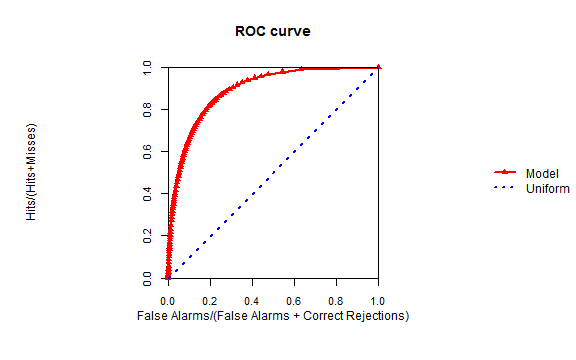 ROC curve
Hits/(Hits+Misses)
1.0
0.8
0.6
0.4
0.2
0.0
0.0 0.2 0.4 0.6 0.8 1.0
False Alarms/(False Alarms + Correct Rejections)
Model
Uniform